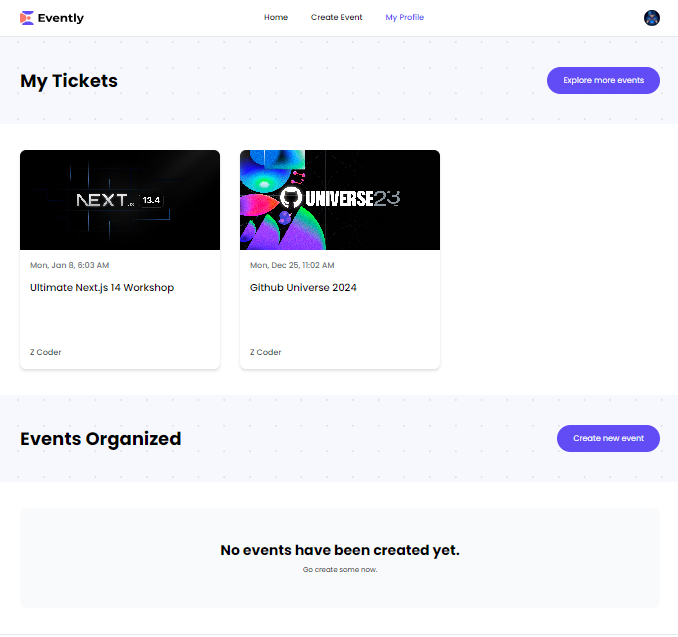 Evently
Home
Create Event
My Profile
My Tickets
Explore more events
NEXT.JS 13.4
UNIVERSE23
Mon, Jan 8, 6:03 AM
Mon, Dec 25, 11:02 AM
Ultimate Next.js 14 Workshop
Github Universe 2024
Z Coder
Z Coder
Events Organized
Create new event
No events have been created yet.
Go create some now.